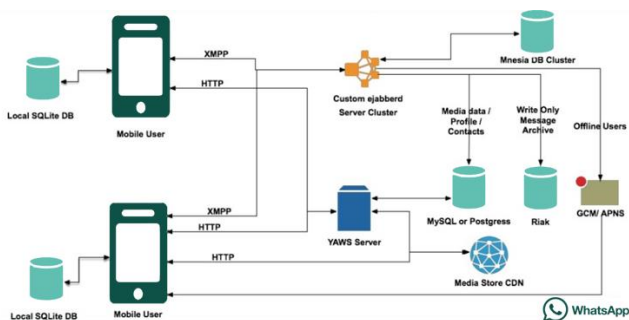 XMPP
HTTP
Local SQLite DB
Mobile User
Custom ejabberd
Server Cluster
Mnesia DB Cluster
Media data /
Profile /
Contacts
Write Only
Message
Archive
Offline Users
XMPP
HTTP
HTTP
YAWS Server
MySQL or Postgress
Riak
GCM/ APNS
Media Store CDN
Local SQLite DB
Mobile User
WhatsApp